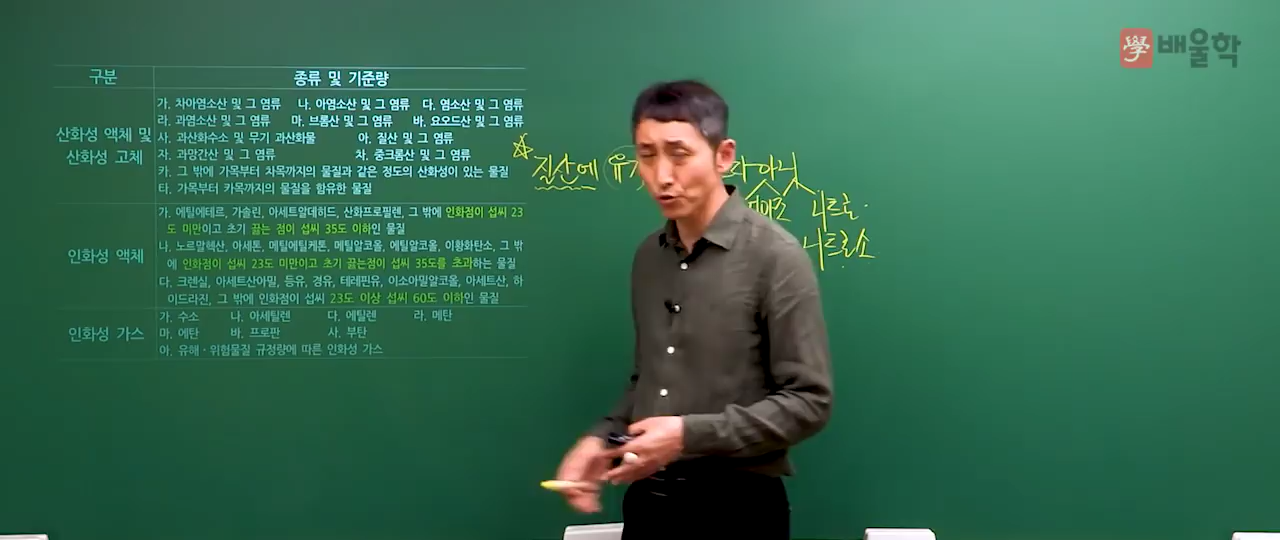 學 배울학
구분 종류 및 기준량
산화성 액체 및
산화성 고체
가. 차아염소산 및 그 염류 나. 아염소산 및 그 염류 다. 염소산 및 그 염류
라. 과염소산 및 그 염류 마. 브롬산 및 그 염류 바. 요오드산 및 그 염류
사. 과산화수소 및 무기 과산화물 아. 질산 및 그 염류
자. 과망간산 및 그 염류 차. 중크롬산 및 그 염류
카. 그 밖에 가목부터 차목까지의 물질과 같은 정도의 산화성이 있는 물질
타. 가목부터 카목까지의 물질을 함유한 물질
인화성 액체
가. 에틸에테르, 가솔린, 아세트알데히드, 산화프로필렌, 그 밖에 인화점이 섭씨 23
도 미만이고 초기 끓는 점이 섭씨 35도 이하인 물질
나. 노르말헥산, 아세톤, 메틸에틸케톤, 메틸알코올, 에틸알코올, 이황화탄소, 그 밖
에 인화점이 섭씨 23도 미만이고 초기 끓는점이 섭씨 35도를 초과하는 물질
다. 크렌실, 아세트산아밀, 등유, 경유, 테레핀유, 이소아밀알코올, 아세트산, 하
이드라진, 그 밖에 인화점이 섭씨 23도 이상 섭씨 60도 이하인 물질
인화성 가스
가. 수소 나. 아세틸렌 다. 에틸렌 라. 메탄
마. 에탄 바. 프로판 사. 부탄
아. 유해·위험물질 규정량에 따른 인화성 가스
질산에 유 다 아 니
아조 니트로
니트로소